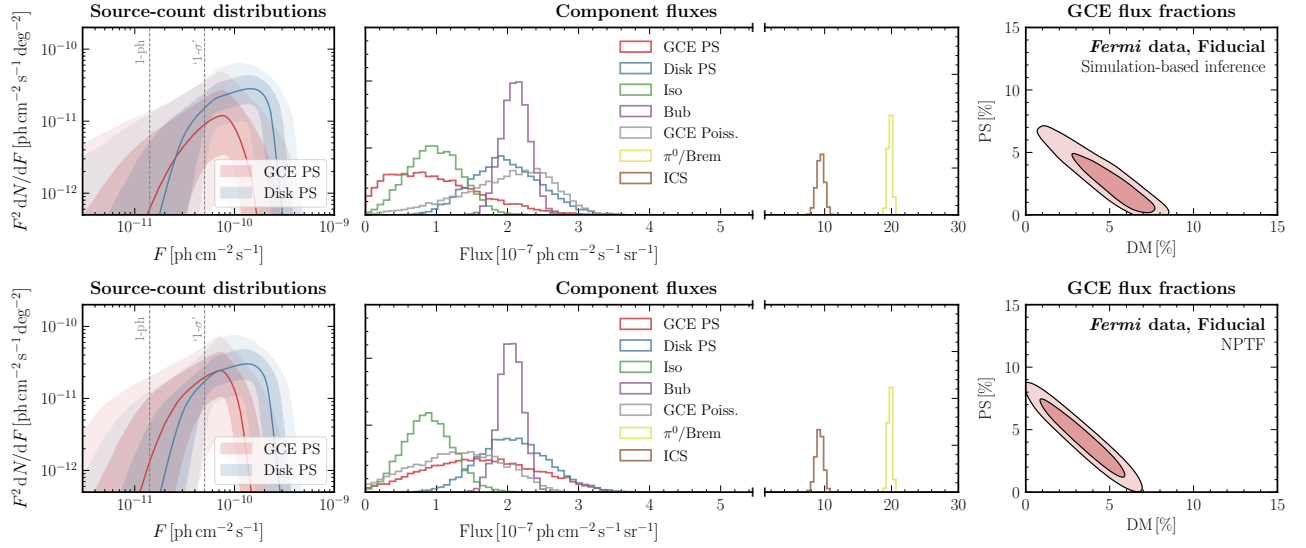 Source-count distributions
Component fluxes
GCE flux fractions
F² dN/dF [ph cm⁻² s⁻¹ deg⁻²]
10⁻¹⁰
10⁻¹¹
10⁻¹²
1-ph
'1-σ'
GCE PS
Disk PS
10⁻¹¹ 10⁻¹⁰ 10⁻⁹
F [ph cm⁻² s⁻¹]
GCE PS
Disk PS
Iso
Bub
GCE Poiss.
π⁰/Brem
ICS
0 1 2 3 4 5 10 20 30
Flux [10⁻⁷ ph cm⁻² s⁻¹ sr⁻¹]
PS [%]
15
10
5
0
Fermi data, Fiducial
Simulation-based inference
0 5 10 15
DM [%]
Source-count distributions
Component fluxes
GCE flux fractions
F² dN/dF [ph cm⁻² s⁻¹ deg⁻²]
10⁻¹⁰
10⁻¹¹
10⁻¹²
1-ph
'1-σ'
GCE PS
Disk PS
10⁻¹¹ 10⁻¹⁰ 10⁻⁹
F [ph cm⁻² s⁻¹]
GCE PS
Disk PS
Iso
Bub
GCE Poiss.
π⁰/Brem
ICS
0 1 2 3 4 5 10 20 30
Flux [10⁻⁷ ph cm⁻² s⁻¹ sr⁻¹]
PS [%]
15
10
5
0
Fermi data, Fiducial
NPTF
0 5 10 15
DM [%]